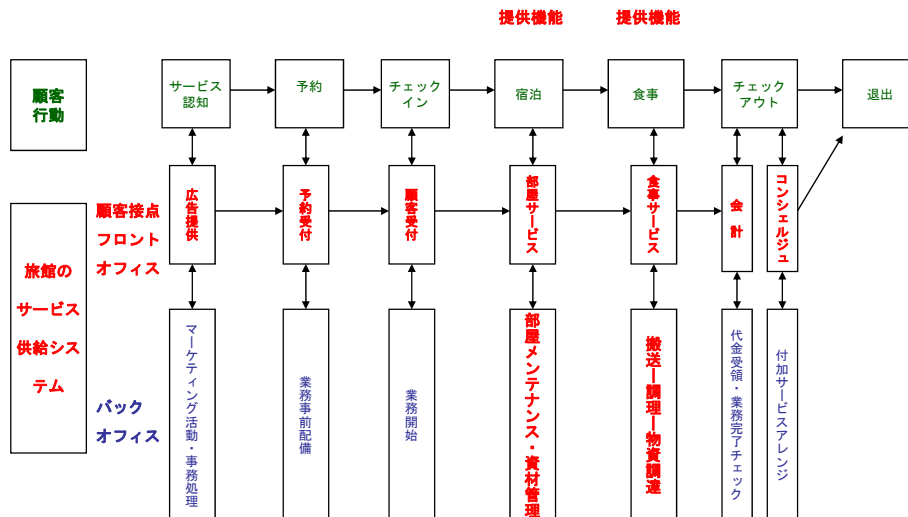 提供機能
提供機能
顧客
行動
サービス
認知
予約
チェック
イン
宿泊
食事
チェック
アウト
退出
旅館の
サービス
供給シス
テム
顧客接点
フロント
オフィス
広告提供
予約受付
顧客受付
部屋サービス
食事サービス
会計
コンシェルジュ
バック
オフィス
マーケティング活動・事務処理
業務事前配備
業務開始
部屋メンテナンス・資材管理
搬送ー調理ー物資調達
代金受領・業務完了チェック
付加サービスアレンジ